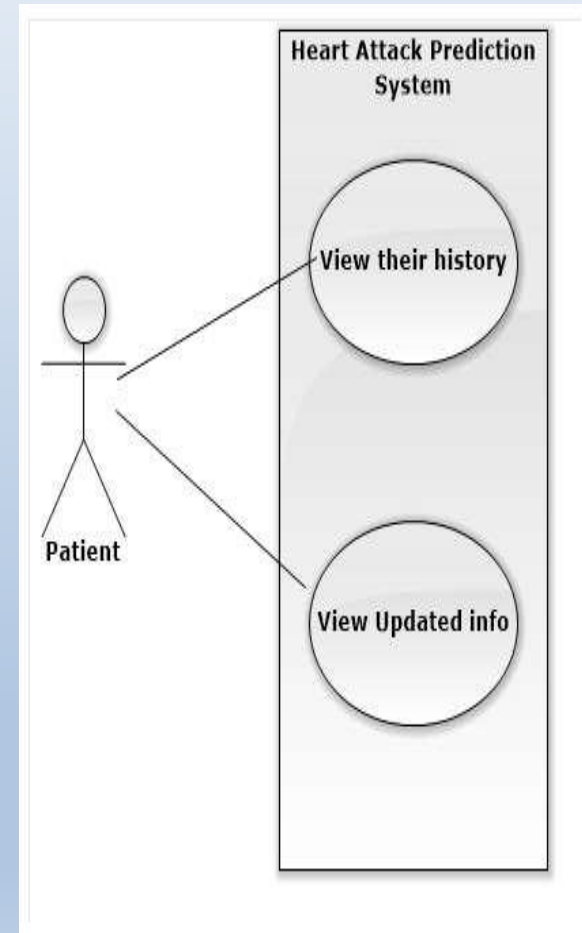 Heart Attack Prediction
System
View their history
Patient
View Updated info